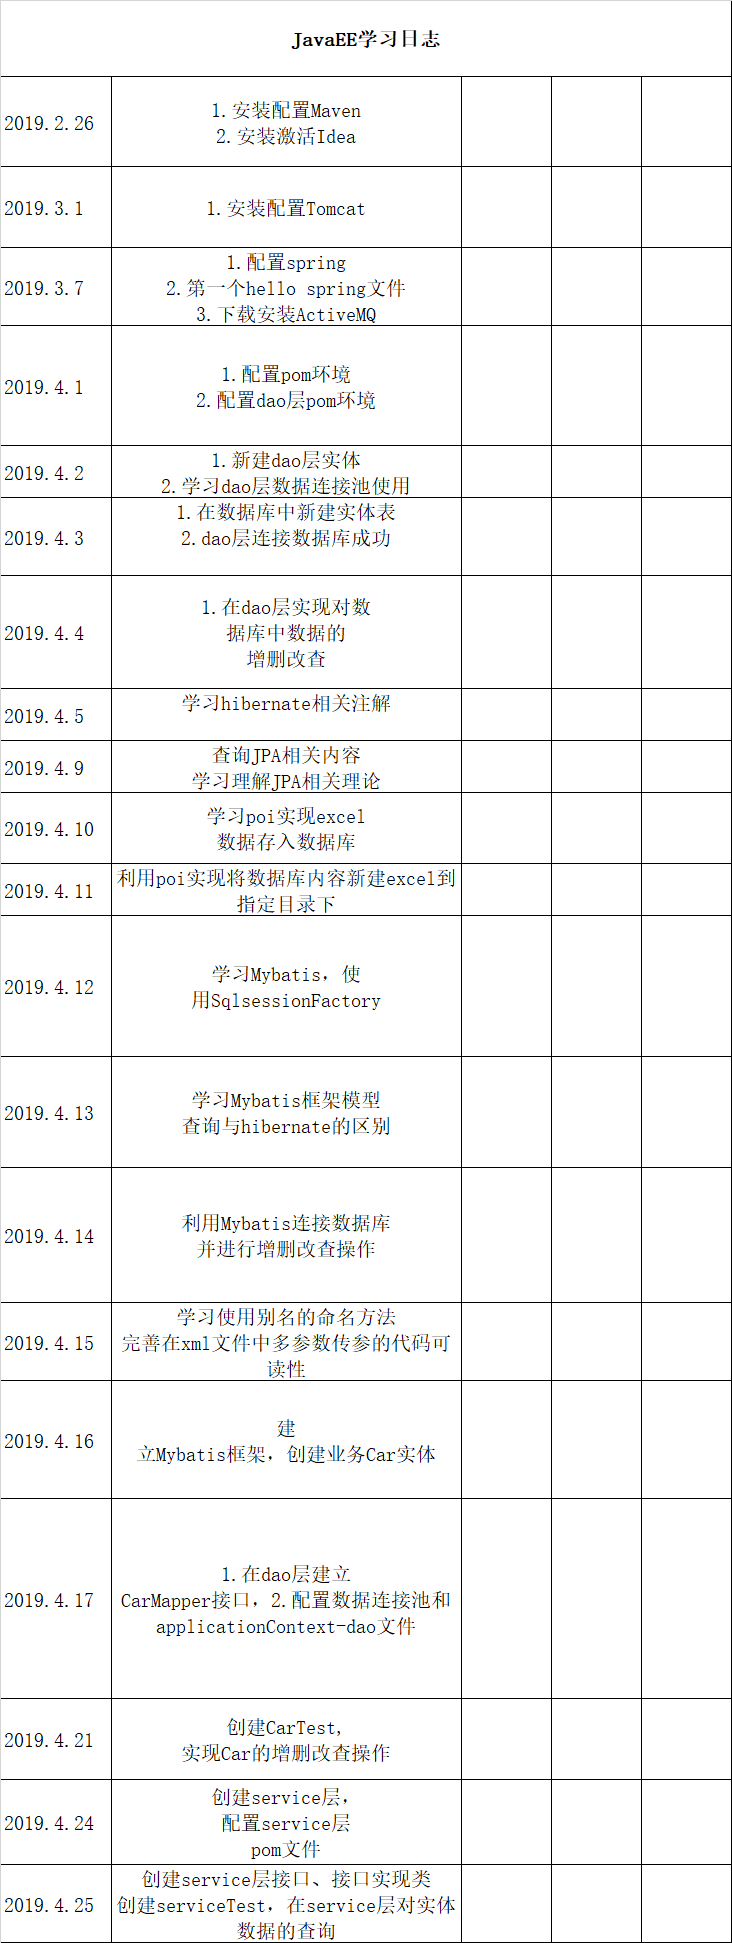 JavaEE学习日志
2019.2.26
1.安装配置Maven
2.安装激活Idea
2019.3.1
1.安装配置Tomcat
2019.3.7
1.配置spring
2.第一个hello spring文件
3.下载安装ActiveMQ
2019.4.1
1.配置pom环境
2.配置dao层pom环境
2019.4.2
1.新建dao层实体
2.学习dao层数据连接池使用
2019.4.3
1.在数据库中新建实体表
2.dao层连接数据库成功
2019.4.4
1.在dao层实现对数
据库中数据的
增删改查
2019.4.5
学习hibernate相关注解
2019.4.9
查询JPA相关内容
学习理解JPA相关理论
2019.4.10
学习poi实现excel
数据存入数据库
2019.4.11
利用poi实现将数据库内容新建excel到
指定目录下
2019.4.12
学习Mybatis，使
用SqlsessionFactory
2019.4.13
学习Mybatis框架模型
查询与hibernate的区别
2019.4.14
利用Mybatis连接数据库
并进行增删改查操作
2019.4.15
学习使用别名的命名方法
完善在xml文件中多参数传参的代码可
读性
2019.4.16
建
立Mybatis框架，创建业务Car实体
2019.4.17
1.在dao层建立
CarMapper接口，2.配置数据连接池和
applicationContext-dao文件
2019.4.21
创建CarTest，
实现Car的增删改查操作
2019.4.24
创建service层，
配置service层
pom文件
2019.4.25
创建service层接口、接口实现类
创建serviceTest，在service层对实体
数据的查询